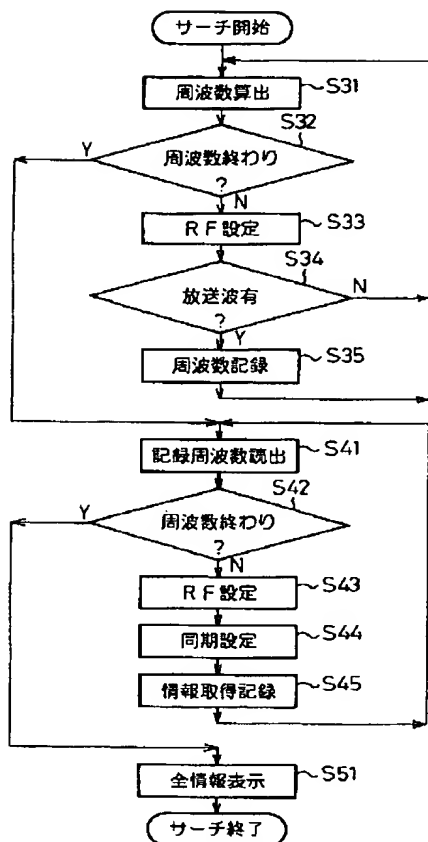 サーチ開始
周波数算出 S31
S32
Y 周波数終わり
?
N
RF設定 S33
S34
放送波有 N
?
Y
周波数記録 S35
記録周波数読出 S41
S42
Y 周波数終わり
?
N
RF設定 S43
同期設定 S44
情報取得記録 S45
全情報表示 S51
サーチ終了